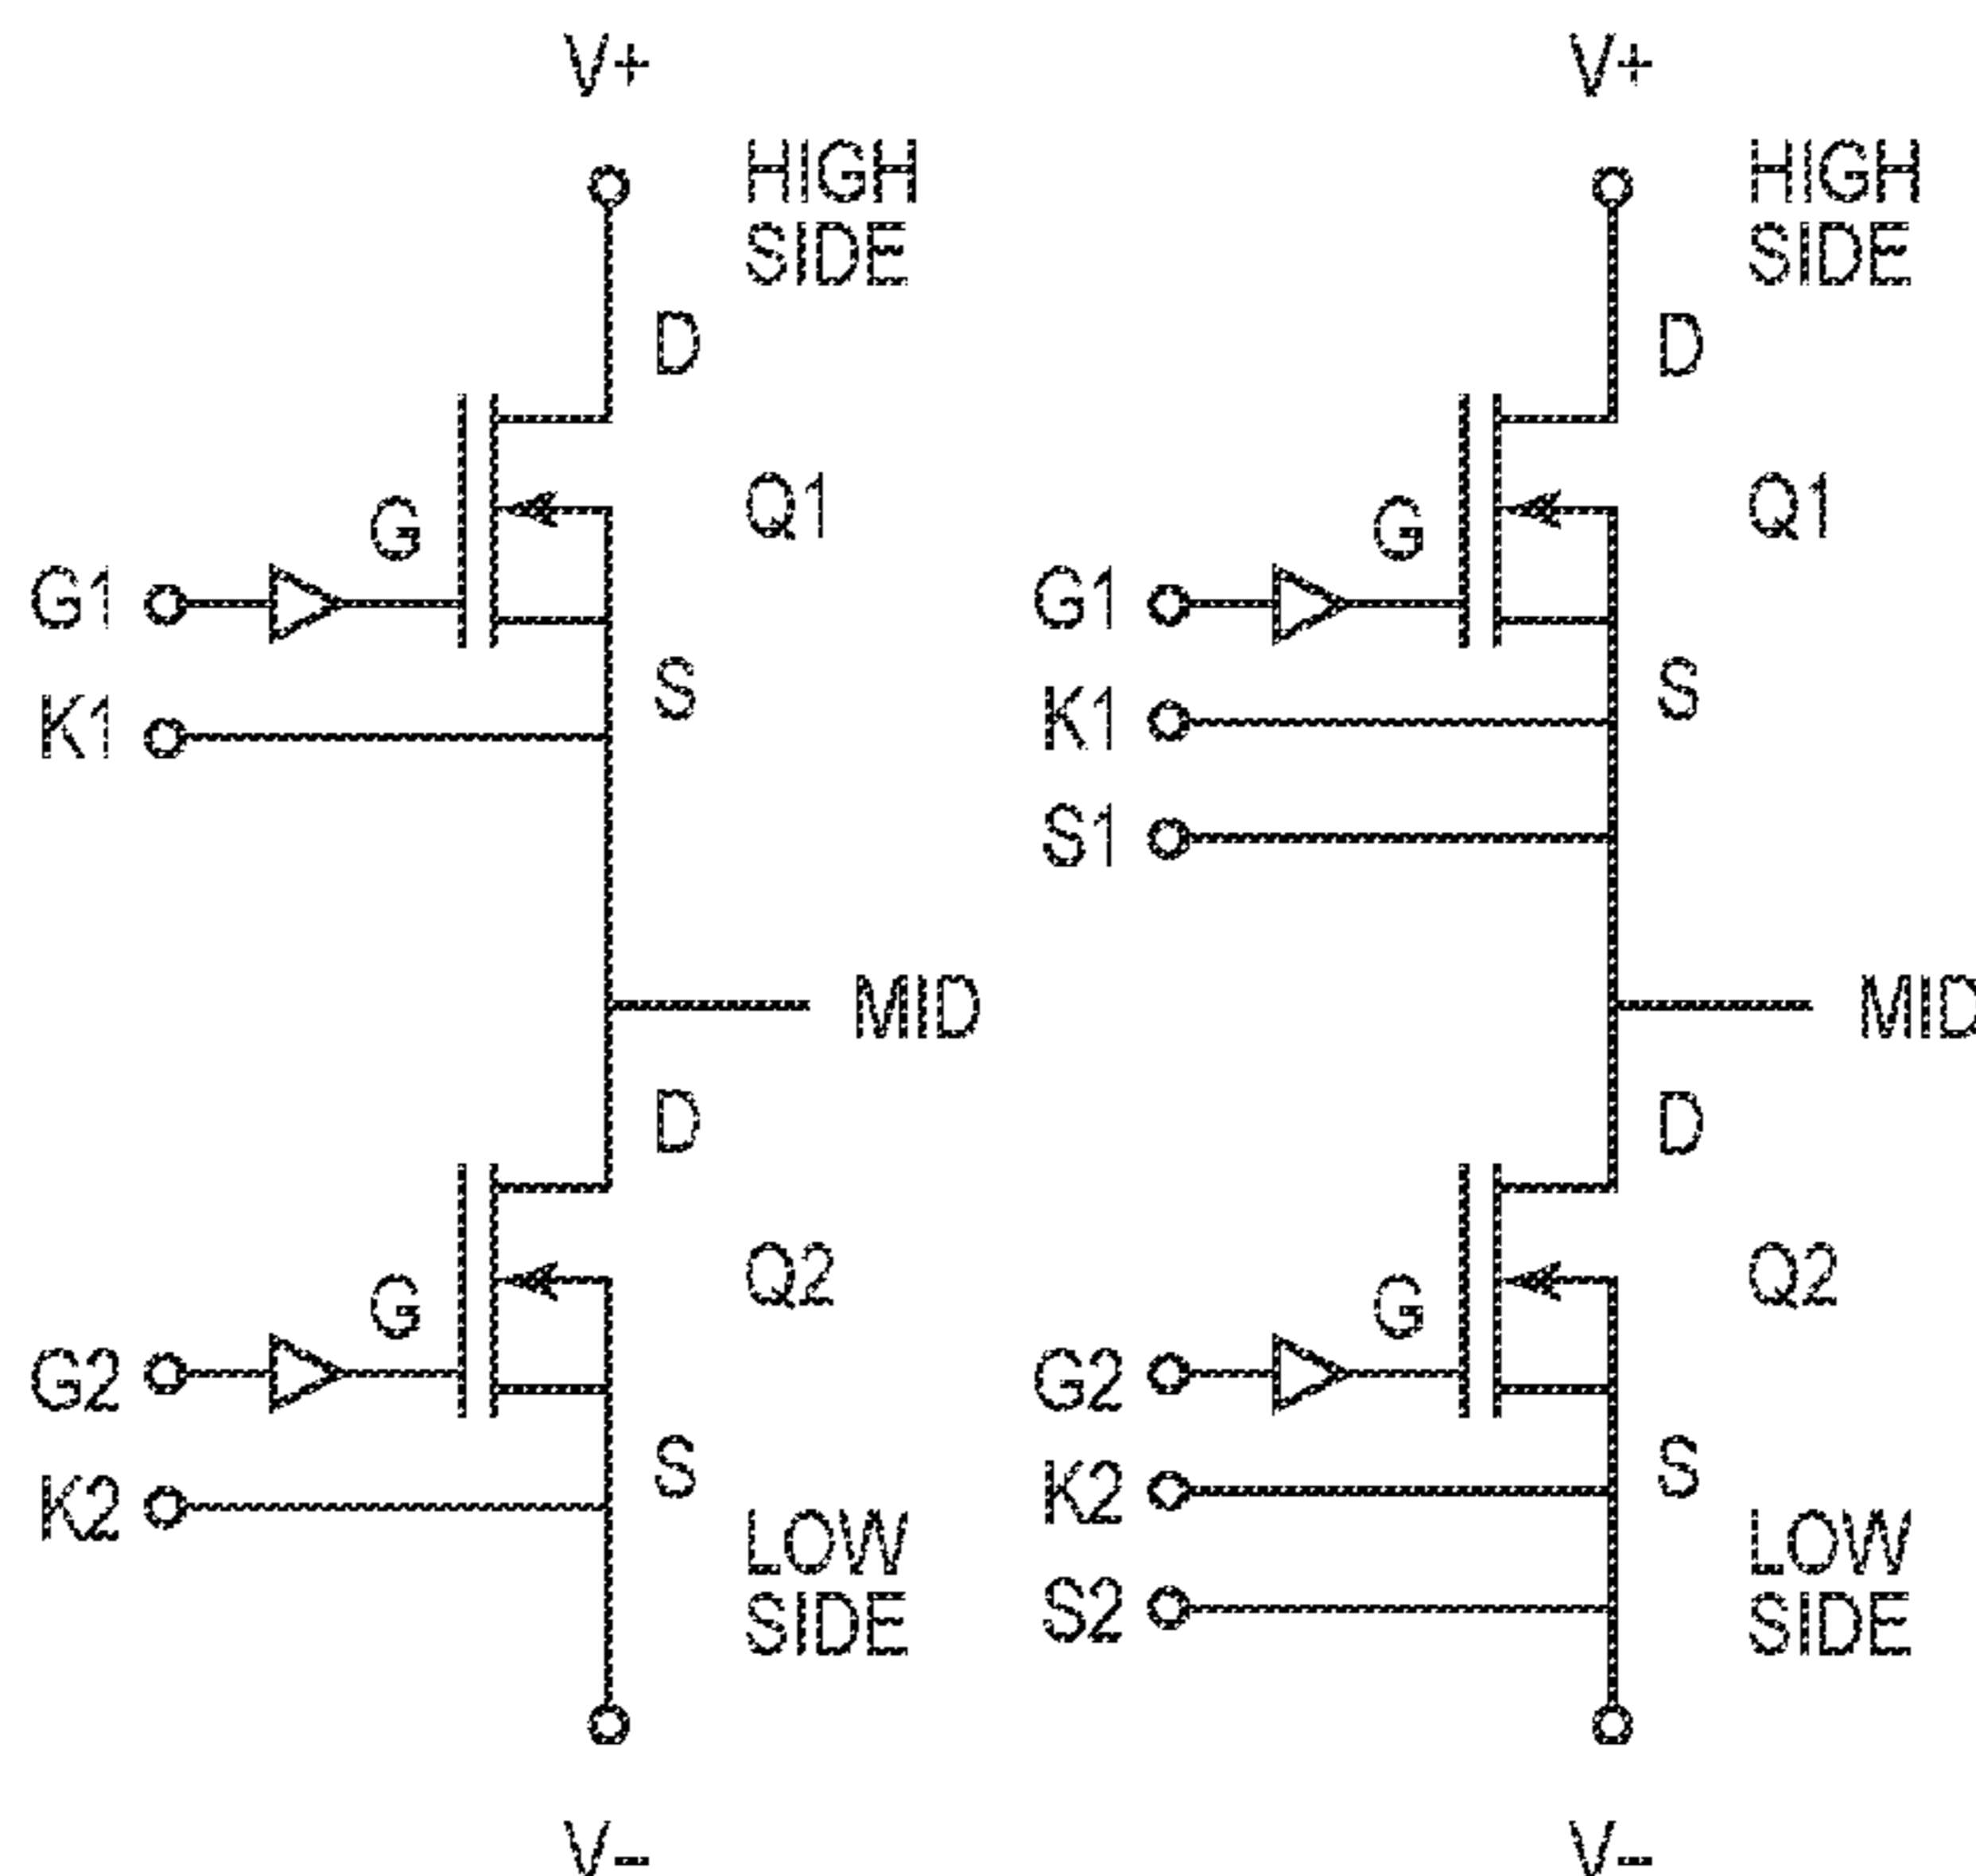 V+
HIGH
SIDE
D
Q1
G
G1
K1
S
MID
D
Q2
G
G2
K2
S
LOW
SIDE
V-
V+
HIGH
SIDE
D
Q1
G
G1
K1
S
S1
MID
D
Q2
G
G2
K2
S
S2
LOW
SIDE
V-